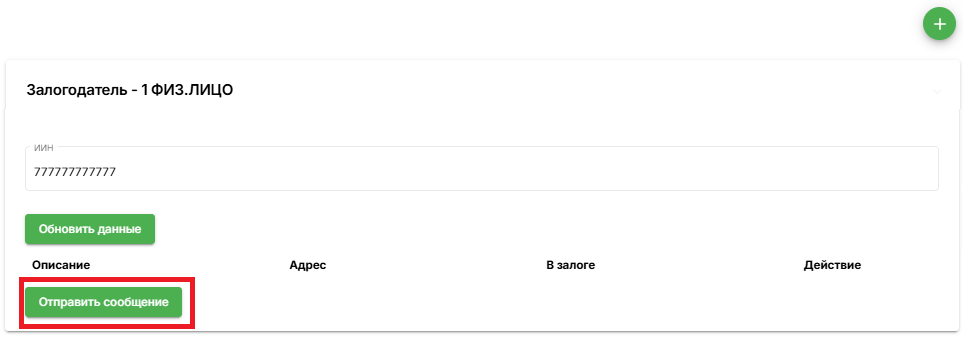 Залогодатель - 1 ФИЗ.ЛИЦО
ИИН
777777777777
Обновить данные
Описание Адрес В залоге Действие
Отправить сообщение